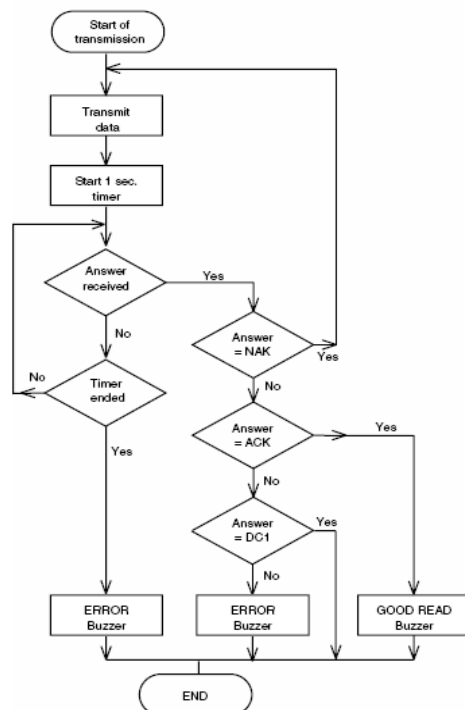 Start of
transmission
Transmit
data
Start 1 sec.
timer
Answer
received
Yes
No
Answer
= NAK
Yes
No
Timer
ended
No
Yes
Answer
= ACK
Yes
No
Answer
= DC1
Yes
No
ERROR
Buzzer
ERROR
Buzzer
GOOD READ
Buzzer
END